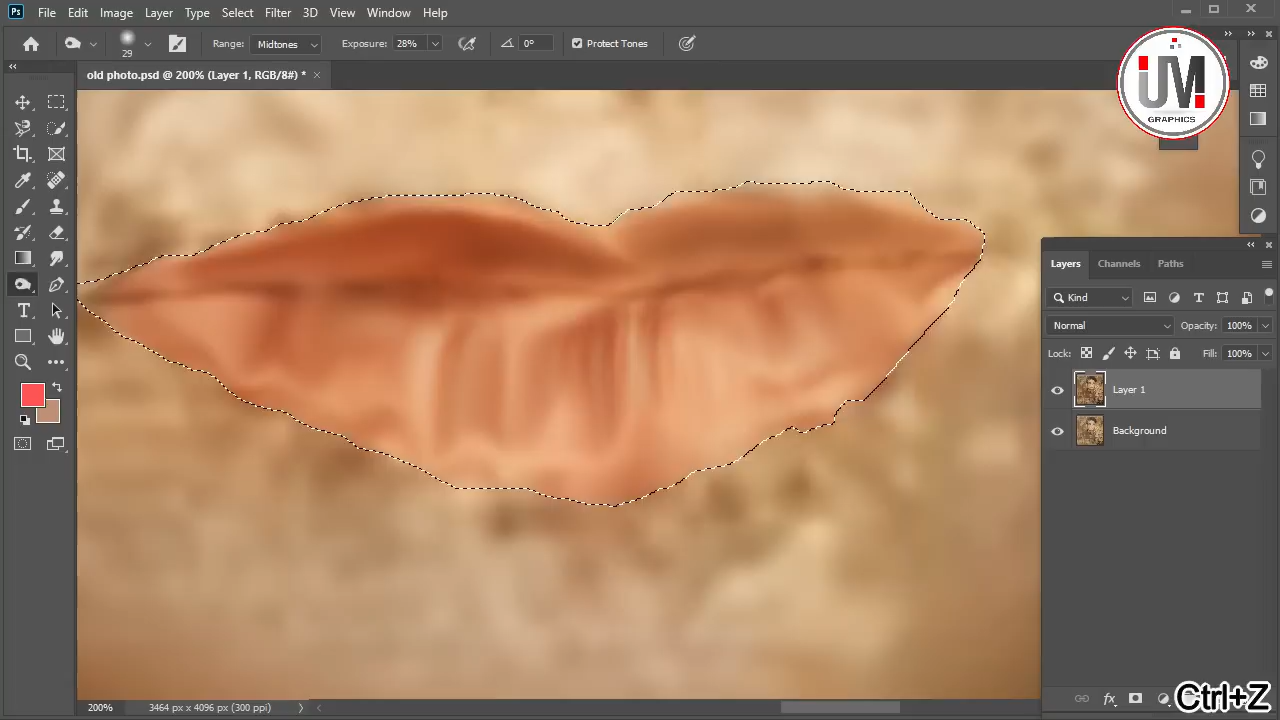 Ps File Edit Image Layer Type Select Filter 3D View Window Help
29 Range: Midtones Exposure: 28% 0° Protect Tones
old photo.psd @ 200% (Layer 1, RGB/8#) *
UM
GRAPHICS
Layers Channels Paths
Kind
Normal Opacity: 100%
Lock: Fill: 100%
Layer 1
Background
200% 3464 px x 4096 px (300 ppi)
fx
Ctrl+Z